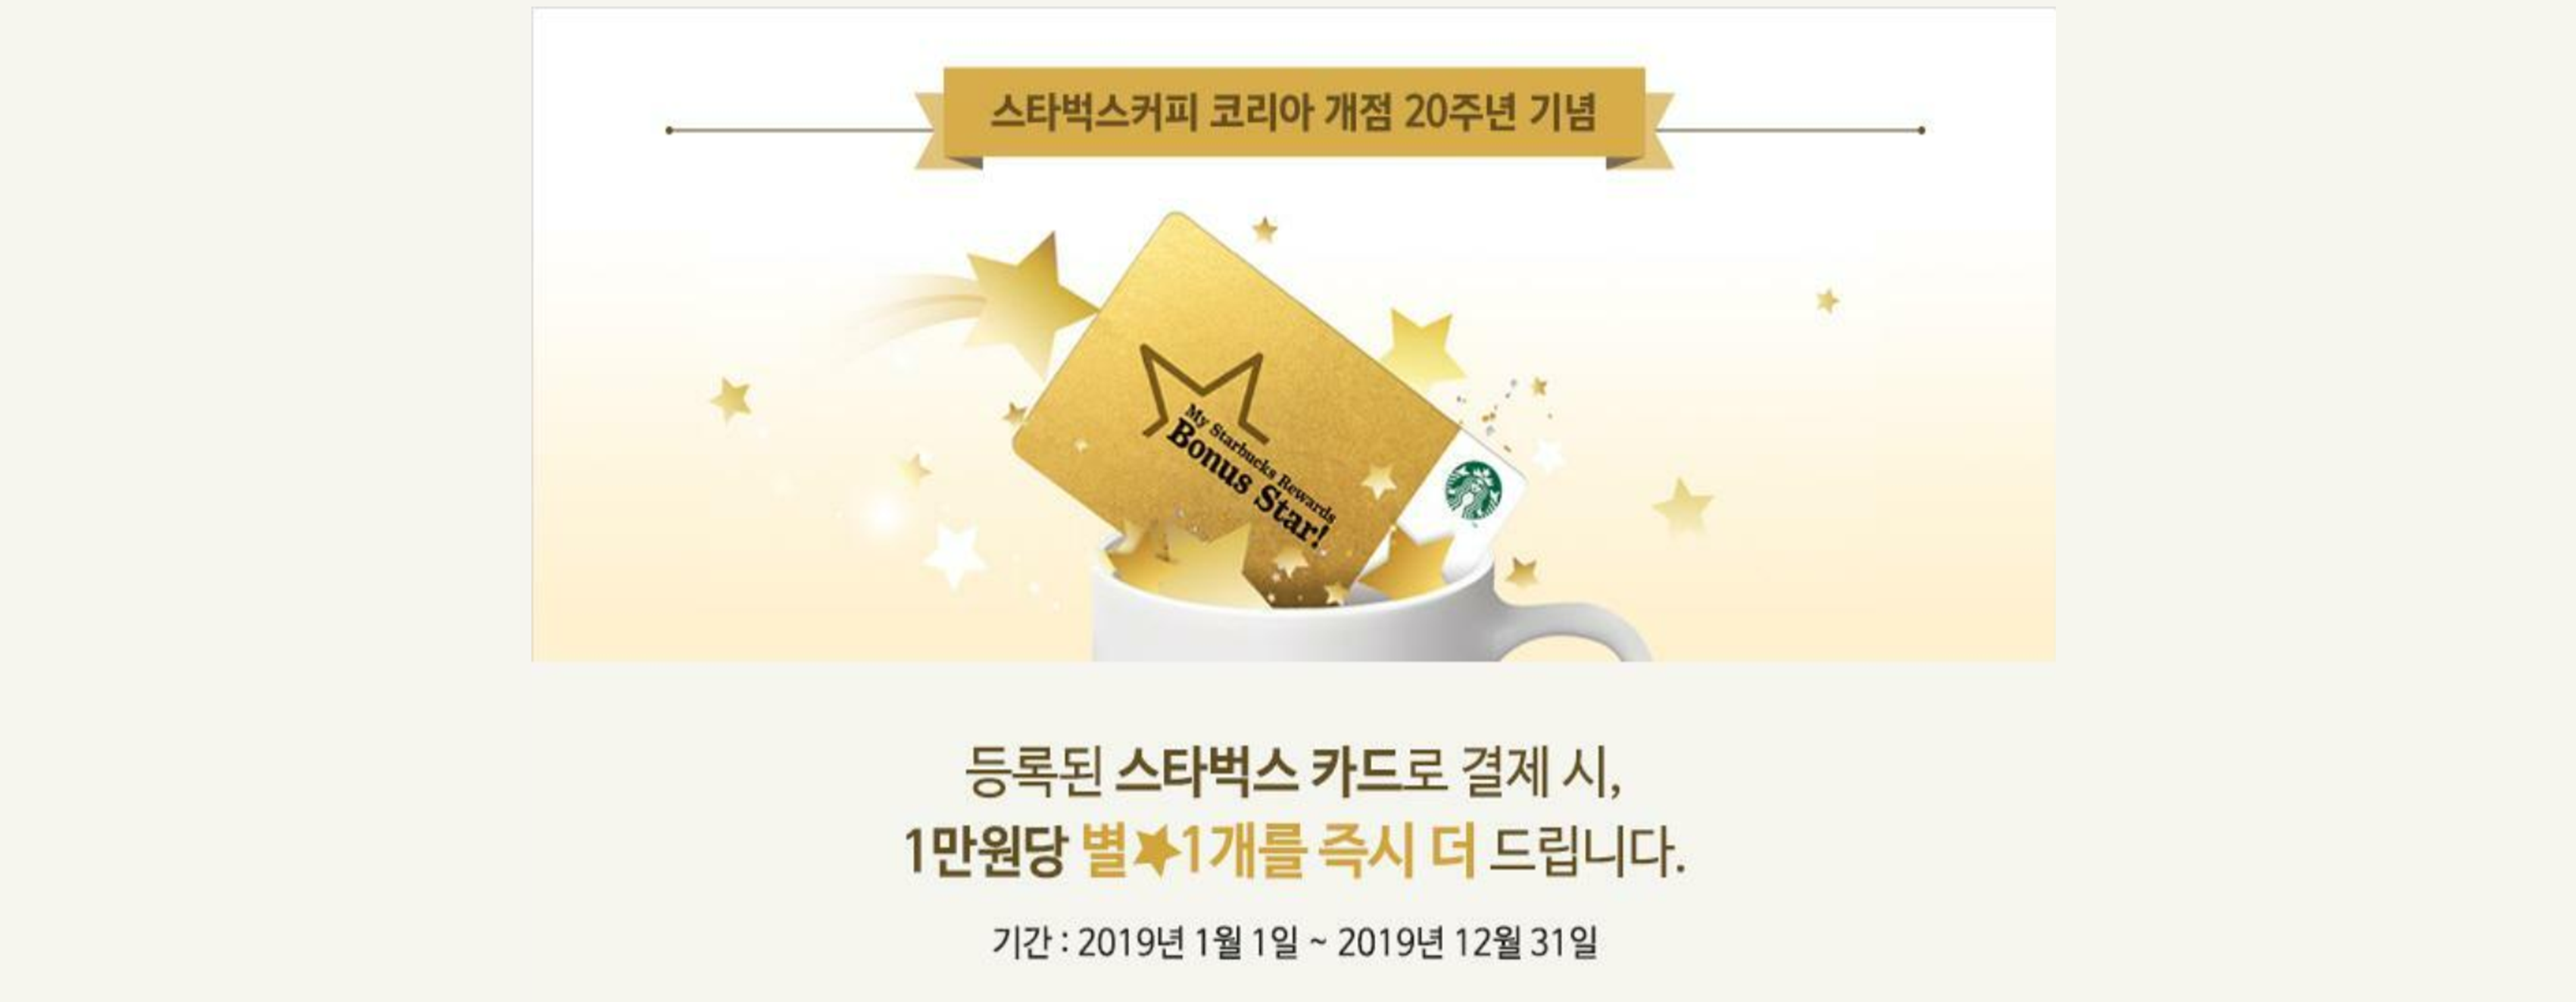 스타벅스커피 코리아 개점 20주년 기념
My Starbucks Rewards
Bonus Star!
등록된 스타벅스 카드로 결제 시,
1만원당 별★1개를 즉시 더 드립니다.
기간 : 2019년 1월 1일 ~ 2019년 12월 31일